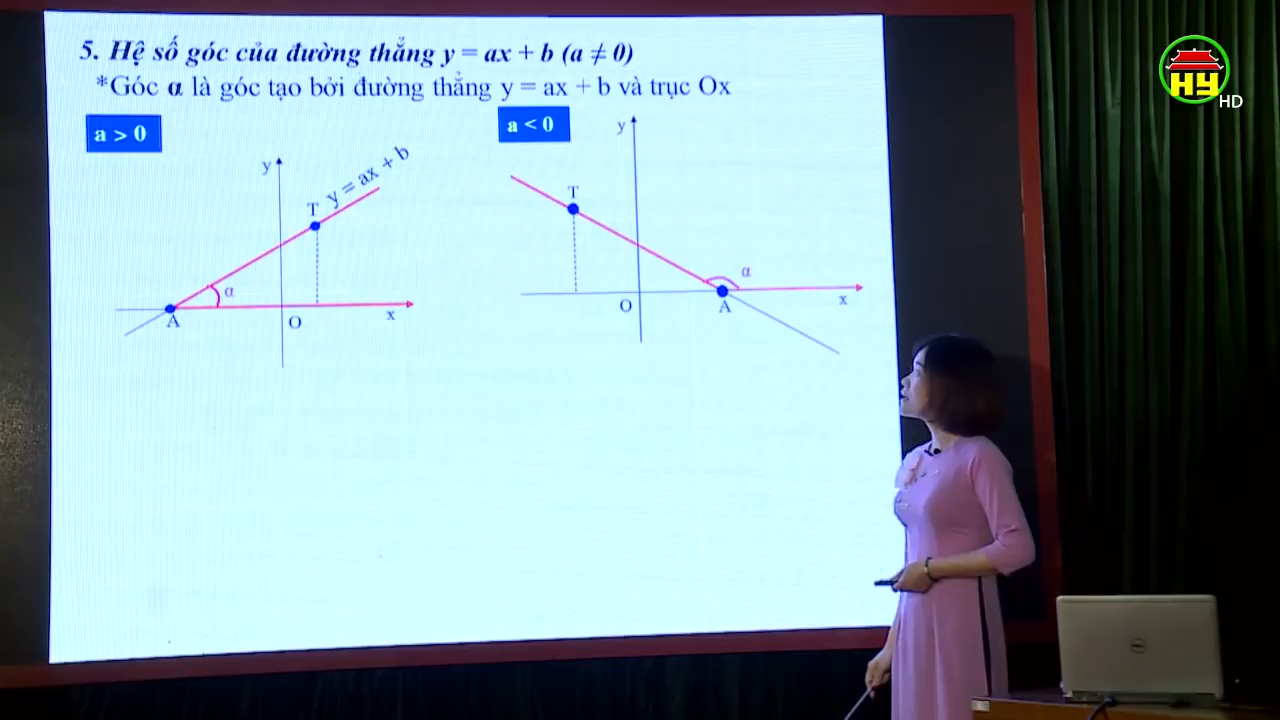 5. Hệ số góc của đường thẳng y = ax + b (a ≠ 0)
*Góc α là góc tạo bởi đường thẳng y = ax + b và trục Ox
a > 0
y
T
y = ax + b
α
A
O
x
a < 0
y
T
α
O
A
x
HY
HD
DELL